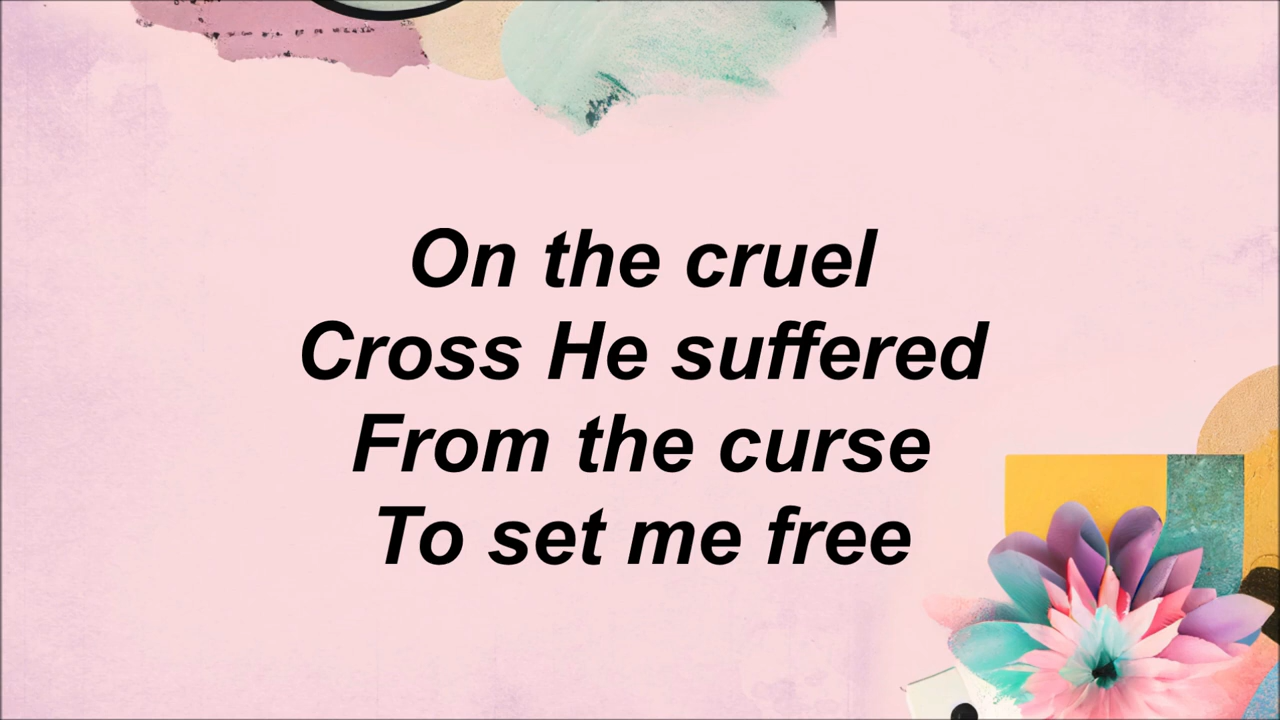 On the cruel
Cross He suffered
From the curse
To set me free